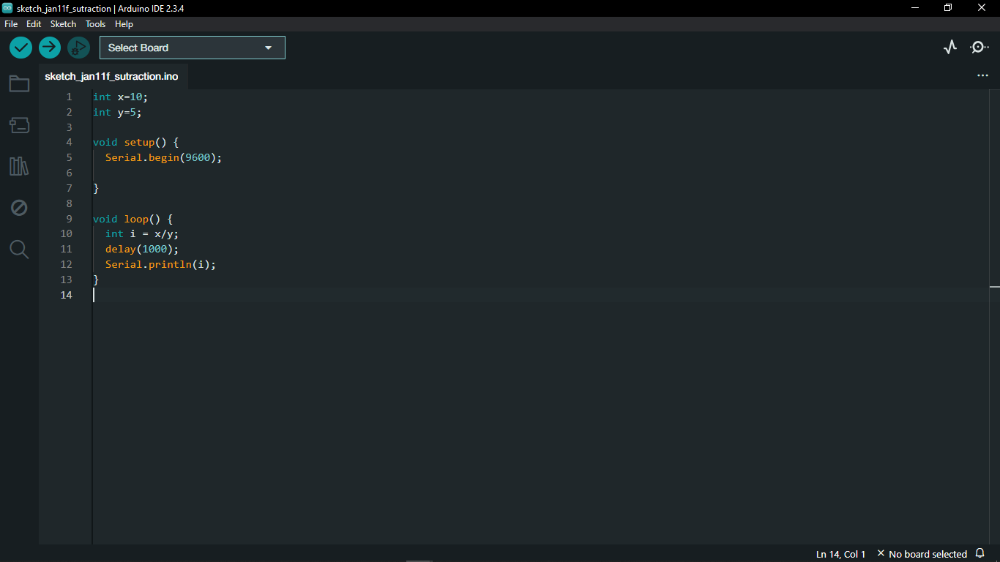 sketch_jan11f_sutraction | Arduino IDE 2.3.4
File Edit Sketch Tools Help
Select Board
sketch_jan11f_sutraction.ino
1 int x=10;
2 int y=5;
3
4 void setup() {
5 Serial.begin(9600);
6
7 }
8
9 void loop() {
10 int i = x/y;
11 delay(1000);
12 Serial.println(i);
13 }
14
Ln 14, Col 1 × No board selected